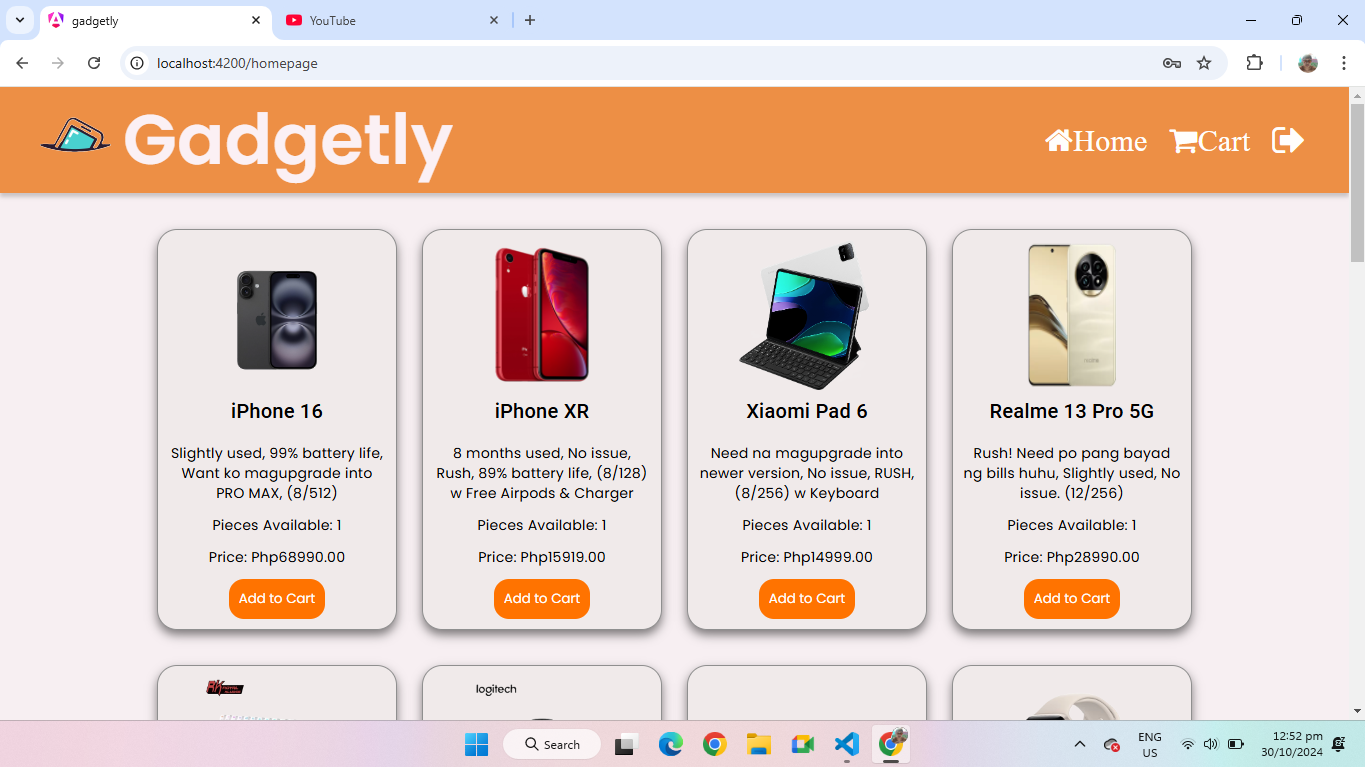 gadgetly
YouTube
localhost:4200/homepage
Gadgetly
Home
Cart
iPhone 16
Slightly used, 99% battery life,
Want ko magupgrade into
PRO MAX, (8/512)
Pieces Available: 1
Price: Php68990.00
Add to Cart
iPhone XR
8 months used, No issue,
Rush, 89% battery life, (8/128)
w Free Airpods & Charger
Pieces Available: 1
Price: Php15919.00
Add to Cart
Xiaomi Pad 6
Need na magupgrade into
newer version, No issue, RUSH,
(8/256) w Keyboard
Pieces Available: 1
Price: Php14999.00
Add to Cart
Realme 13 Pro 5G
Rush! Need po pang bayad
ng bills huhu, Slightly used, No
issue. (12/256)
Pieces Available: 1
Price: Php28990.00
Add to Cart
logitech
Search
ENG
US
12:52 pm
30/10/2024